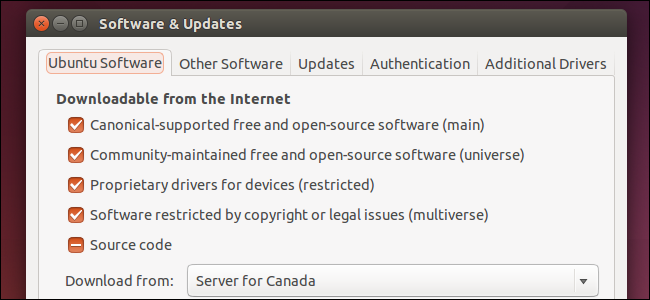 Software & Updates
Ubuntu Software Other Software Updates Authentication Additional Drivers
Downloadable from the Internet
Canonical-supported free and open-source software (main)
Community-maintained free and open-source software (universe)
Proprietary drivers for devices (restricted)
Software restricted by copyright or legal issues (multiverse)
Source code
Download from: Server for Canada